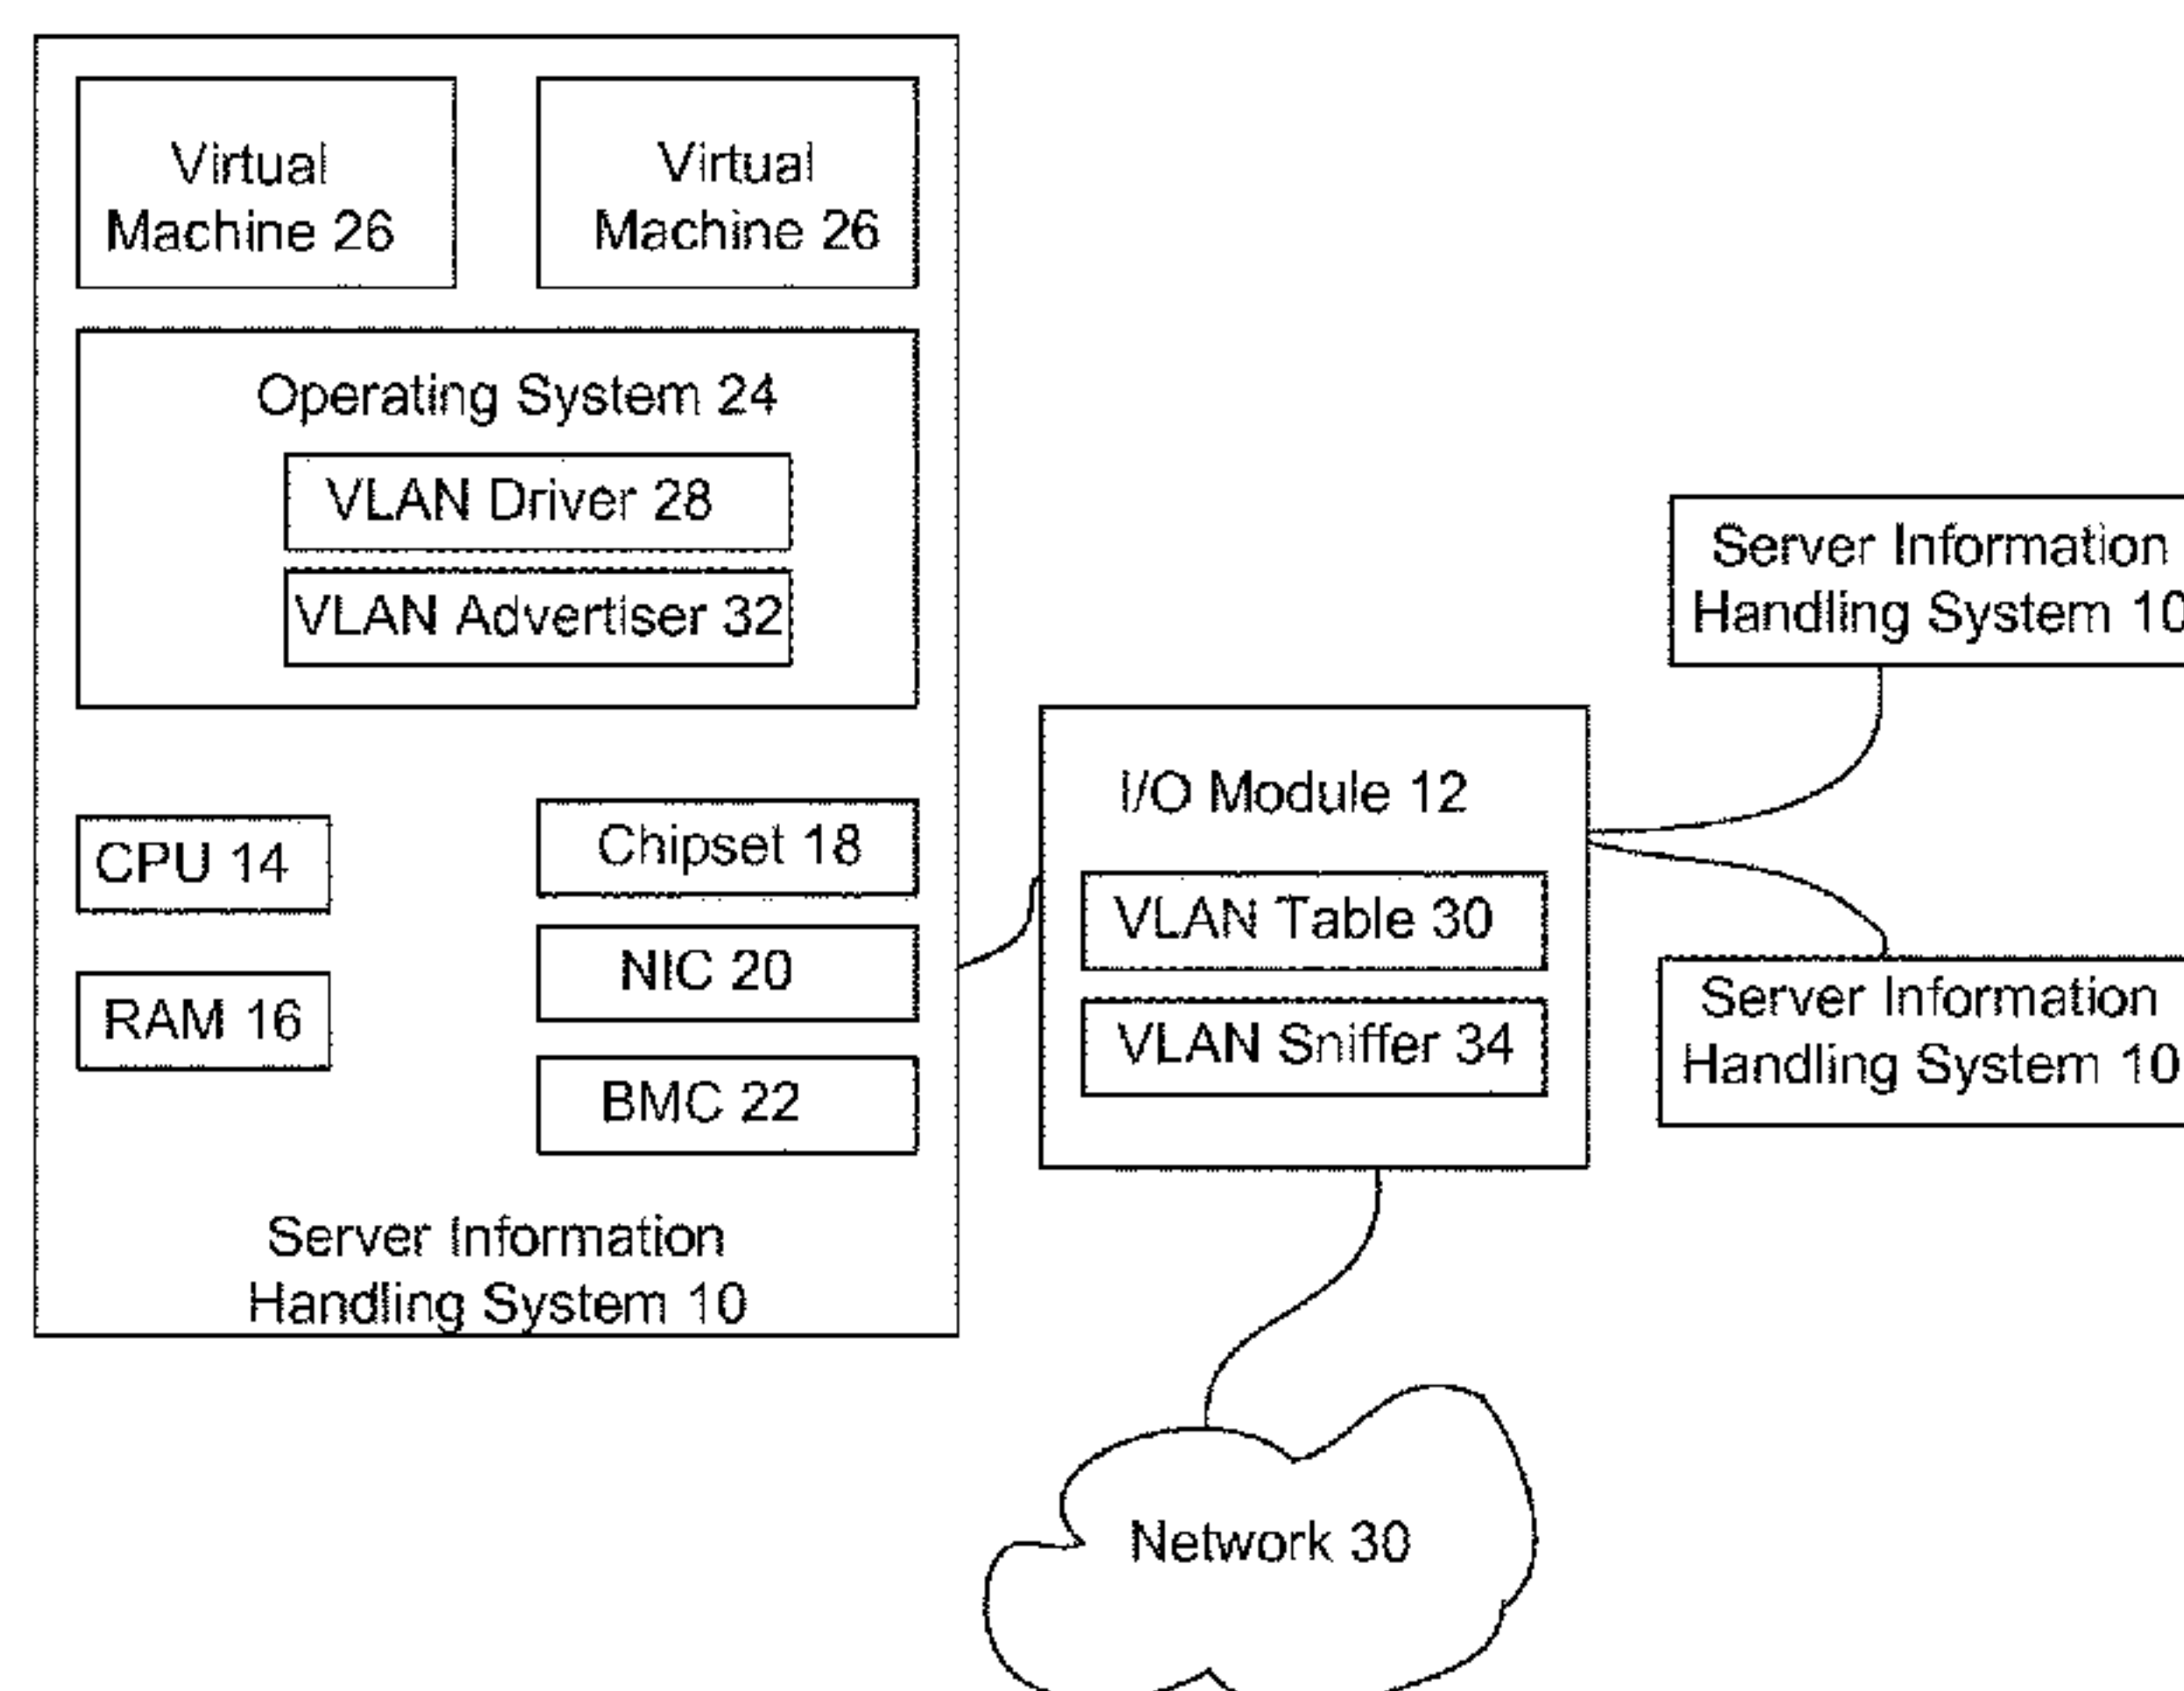 Virtual
Machine 26
Virtual
Machine 26
Operating System 24
VLAN Driver 28
VLAN Advertiser 32
CPU 14
RAM 16
Chipset 18
NIC 20
BMC 22
Server Information
Handling System 10
I/O Module 12
VLAN Table 30
VLAN Sniffer 34
Server Information
Handling System 10
Server Information
Handling System 10
Network 30